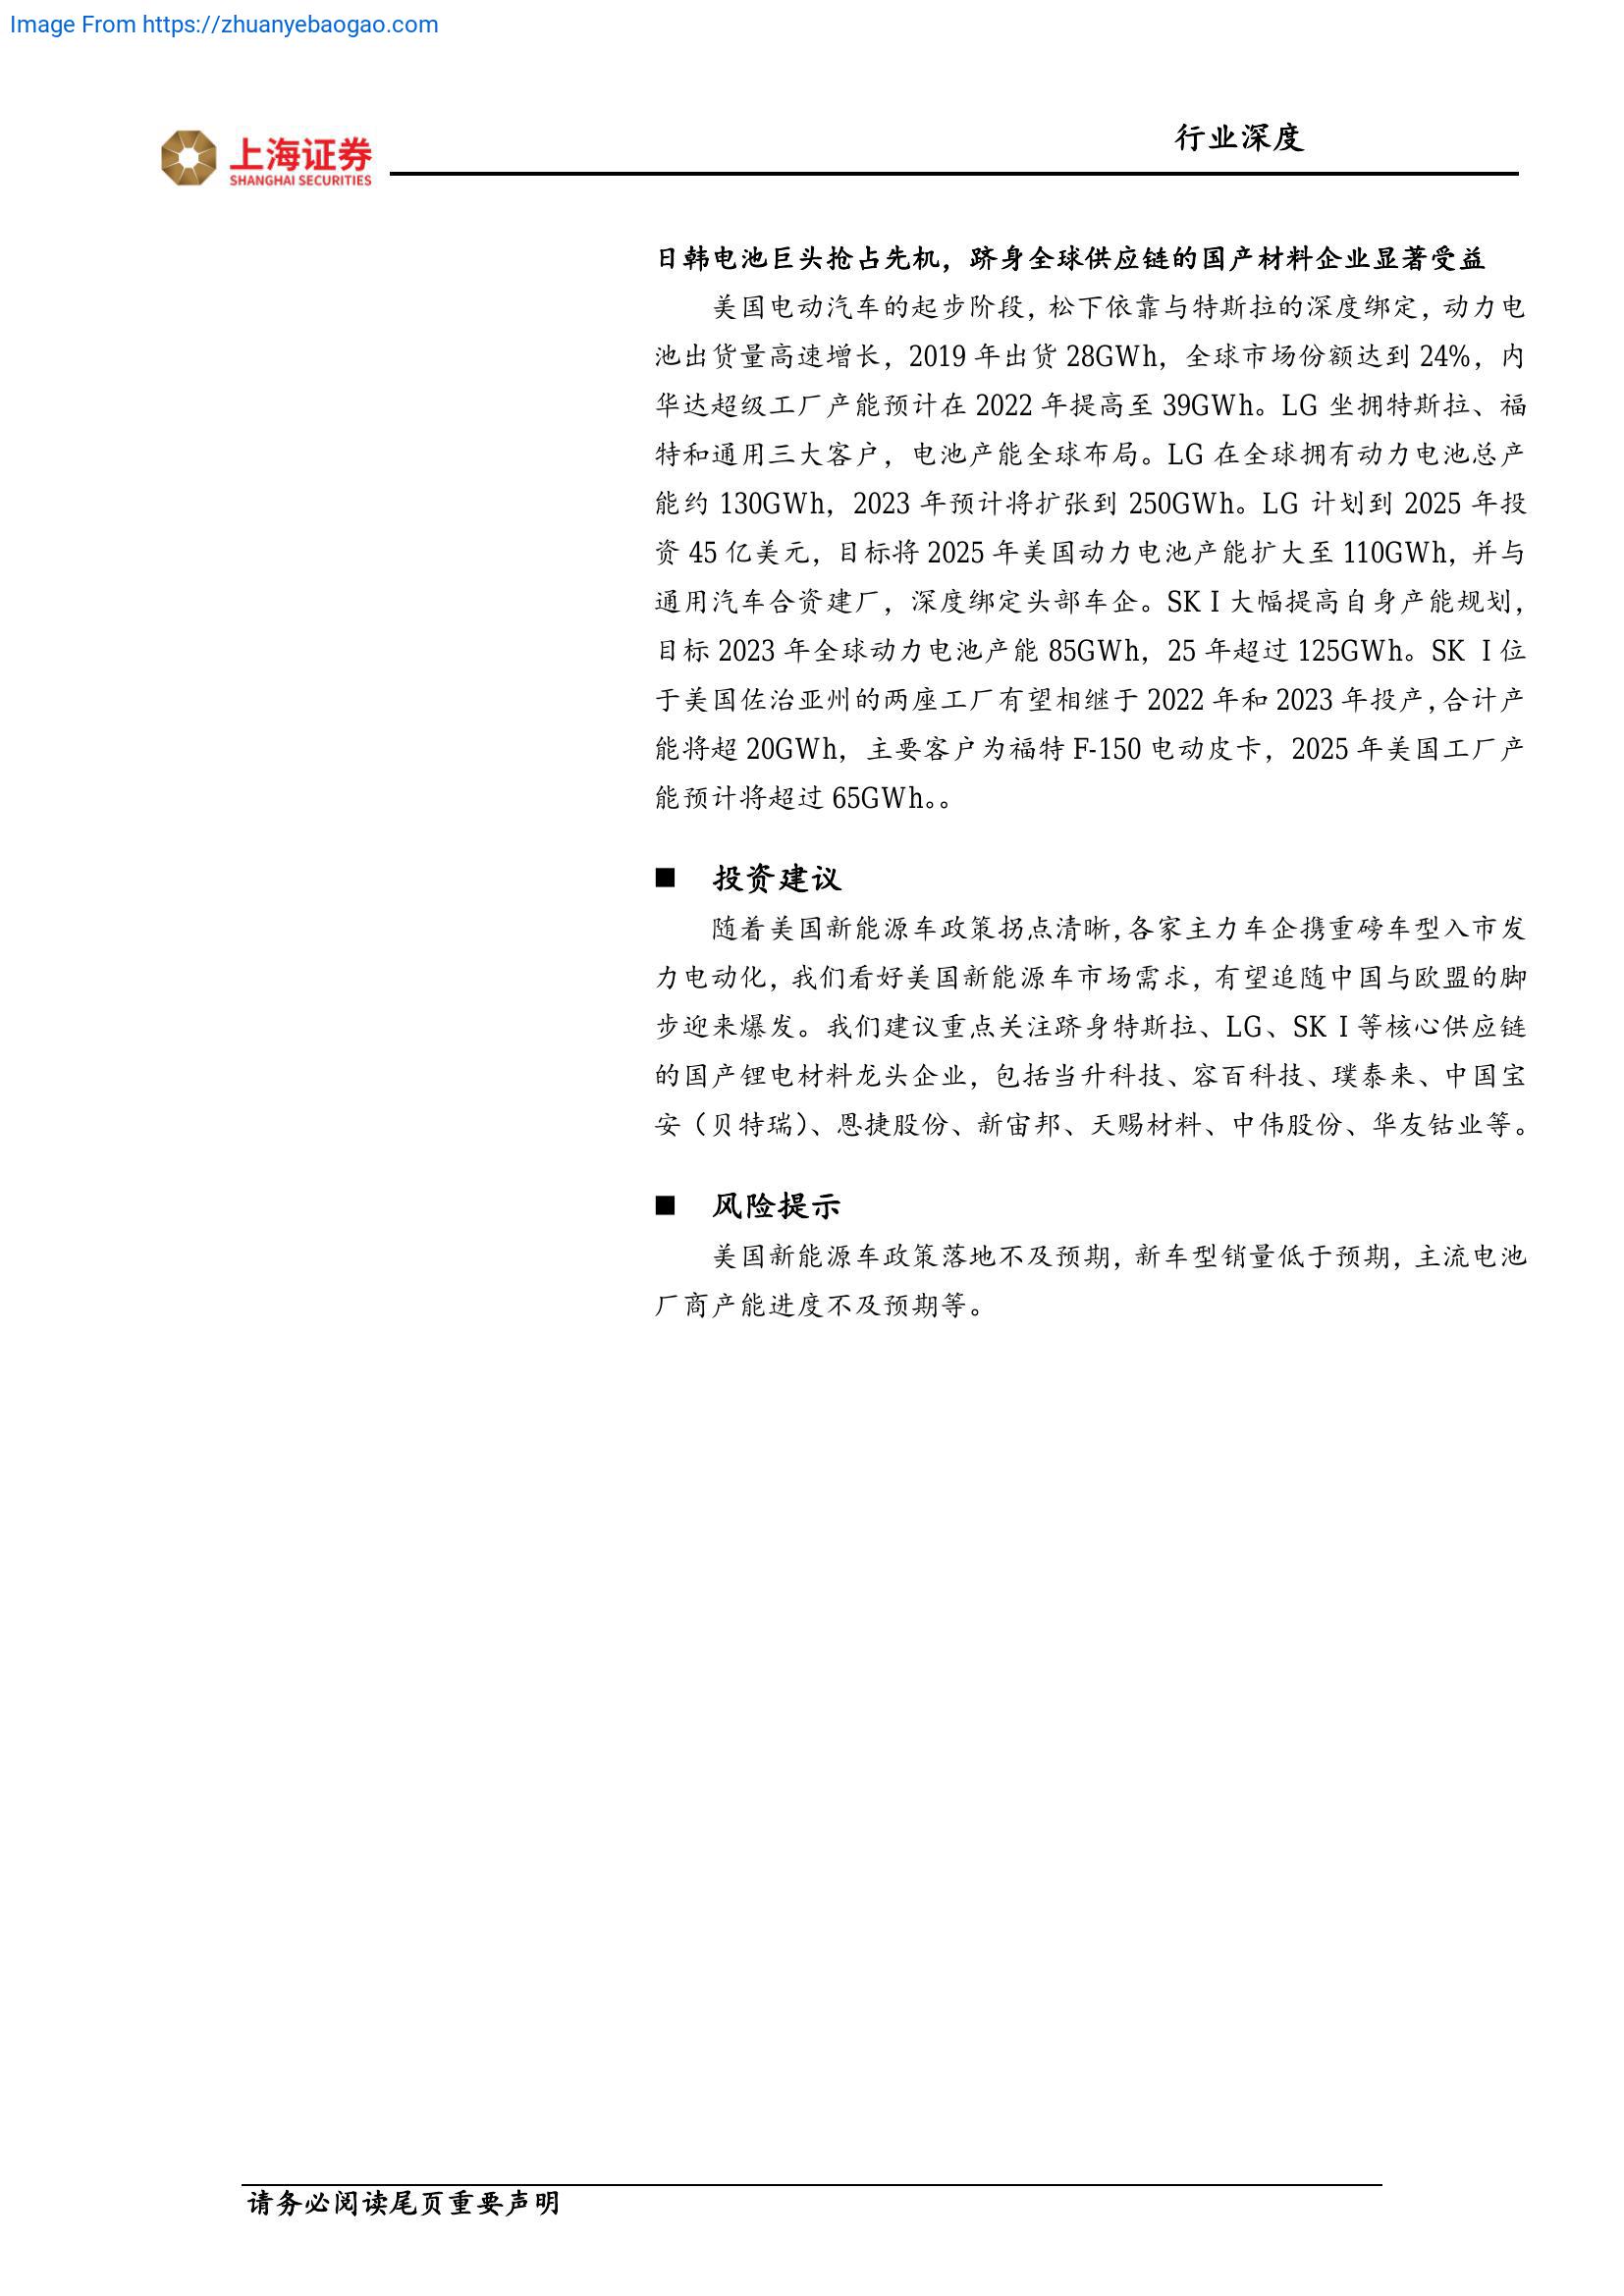 Image From https://zhuanyebaogao.com
行业深度
上海证券
SHANGHAI SECURITIES
日韩电池巨头抢占先机，跻身全球供应链的国产材料企业显著受益
美国电动汽车的起步阶段，松下依靠与特斯拉的深度绑定，动力电
池出货量高速增长，2019 年出货 28GWh，全球市场份额达到 24%，内
华达超级工厂产能预计在 2022 年提高至 39GWh。LG 坐拥特斯拉、福
特和通用三大客户，电池产能全球布局。LG 在全球拥有动力电池总产
能约 130GWh，2023 年预计将扩张到 250GWh。LG 计划到 2025 年投
资 45 亿美元，目标将 2025 年美国动力电池产能扩大至 110GWh，并与
通用汽车合资建厂，深度绑定头部车企。SK I 大幅提高自身产能规划，
目标 2023 年全球动力电池产能 85GWh，25 年超过 125GWh。SK I 位
于美国佐治亚州的两座工厂有望相继于 2022 年和 2023 年投产，合计产
能将超 20GWh，主要客户为福特 F-150 电动皮卡，2025 年美国工厂产
能预计将超过 65GWh。。
■ 投资建议
随着美国新能源车政策拐点清晰，各家主力车企携重磅车型入市发
力电动化，我们看好美国新能源车市场需求，有望追随中国与欧盟的脚
步迎来爆发。我们建议重点关注跻身特斯拉、LG、SK I 等核心供应链
的国产锂电材料龙头企业，包括当升科技、容百科技、璞泰来、中国宝
安（贝特瑞）、恩捷股份、新宙邦、天赐材料、中伟股份、华友钴业等。
■ 风险提示
美国新能源车政策落地不及预期，新车型销量低于预期，主流电池
厂商产能进度不及预期等。
请务必阅读尾页重要声明